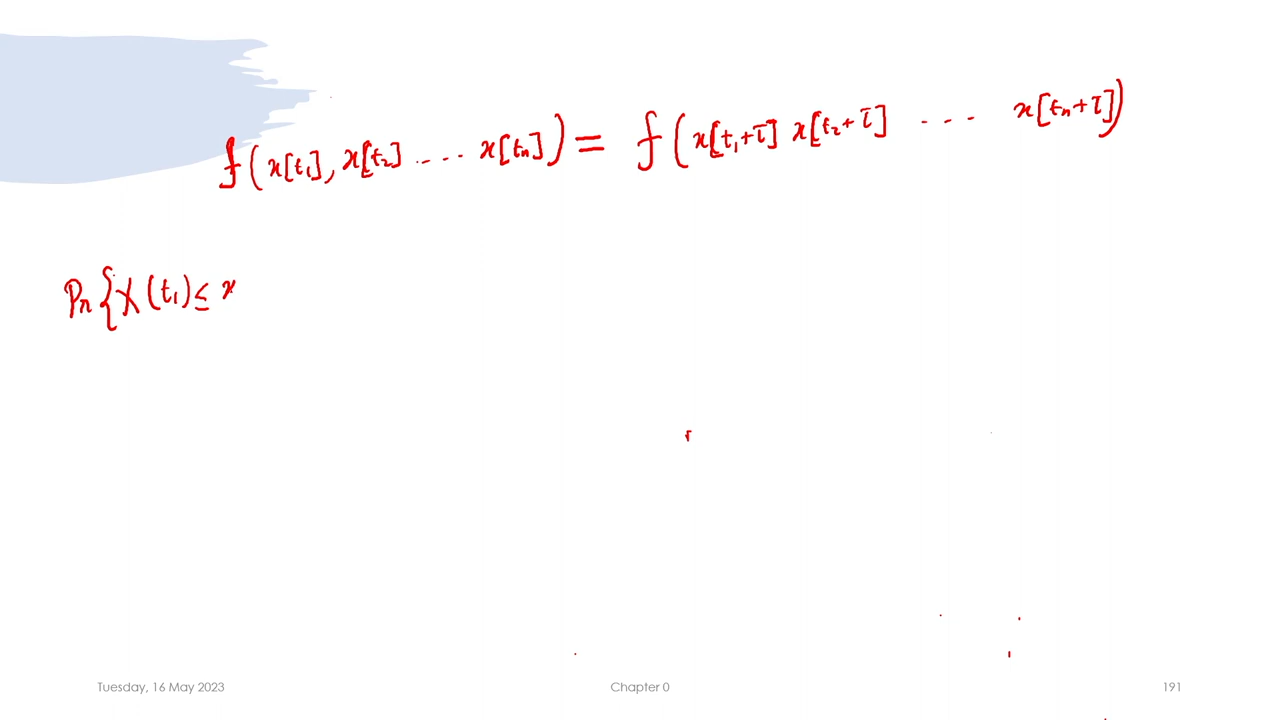 f(x[t₁], x[t₂] .... x[tₙ]) = f(x[t₁+τ] x[t₂+τ] ... x[tₙ+τ])
Pr{X(t₁) ≤ x
Tuesday, 16 May 2023 Chapter 0 191